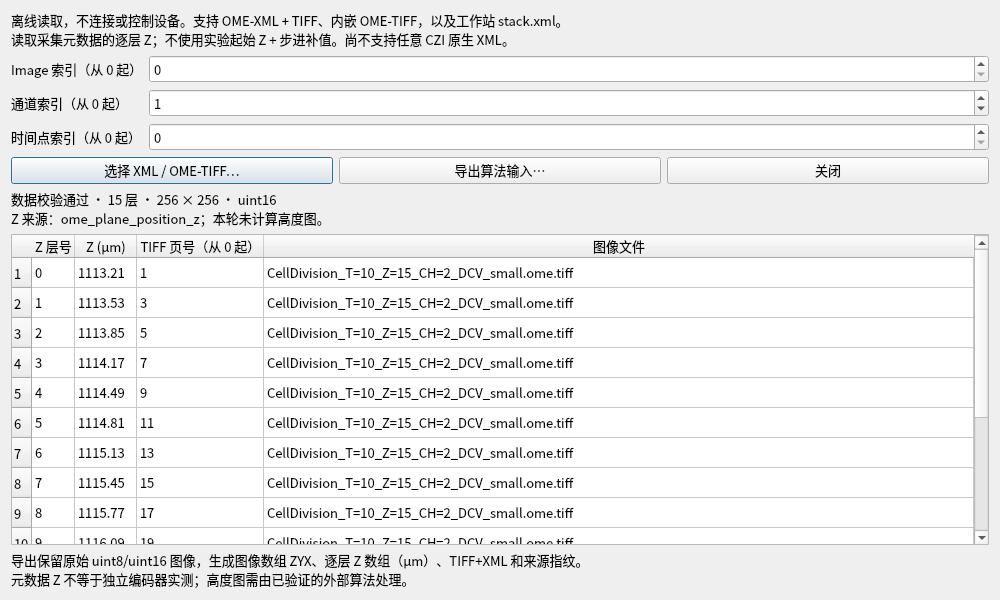 离线读取，不连接或控制设备。支持 OME-XML + TIFF、内嵌 OME-TIFF，以及工作站 stack.xml。
读取采集元数据的逐层 Z；不使用实验起始 Z + 步进补值。尚不支持任意 CZI 原生 XML。
Image 索引（从 0 起） 0
通道索引（从 0 起） 1
时间点索引（从 0 起） 0
选择 XML / OME-TIFF… 导出算法输入… 关闭
数据校验通过 · 15 层 · 256 × 256 · uint16
Z 来源：ome_plane_position_z；本轮未计算高度图。
Z 层号 Z (μm) TIFF 页号（从 0 起） 图像文件
1 0 1113.21 1 CellDivision_T=10_Z=15_CH=2_DCV_small.ome.tiff
2 1 1113.53 3 CellDivision_T=10_Z=15_CH=2_DCV_small.ome.tiff
3 2 1113.85 5 CellDivision_T=10_Z=15_CH=2_DCV_small.ome.tiff
4 3 1114.17 7 CellDivision_T=10_Z=15_CH=2_DCV_small.ome.tiff
5 4 1114.49 9 CellDivision_T=10_Z=15_CH=2_DCV_small.ome.tiff
6 5 1114.81 11 CellDivision_T=10_Z=15_CH=2_DCV_small.ome.tiff
7 6 1115.13 13 CellDivision_T=10_Z=15_CH=2_DCV_small.ome.tiff
8 7 1115.45 15 CellDivision_T=10_Z=15_CH=2_DCV_small.ome.tiff
9 8 1115.77 17 CellDivision_T=10_Z=15_CH=2_DCV_small.ome.tiff
10 9 1116.09 19 CellDivision_T=10_Z=15_CH=2_DCV_small.ome.tiff
导出保留原始 uint8/uint16 图像，生成图像数组 ZYX、逐层 Z 数组（μm）、TIFF+XML 和来源指纹。
元数据 Z 不等于独立编码器实测；高度图需由已验证的外部算法处理。